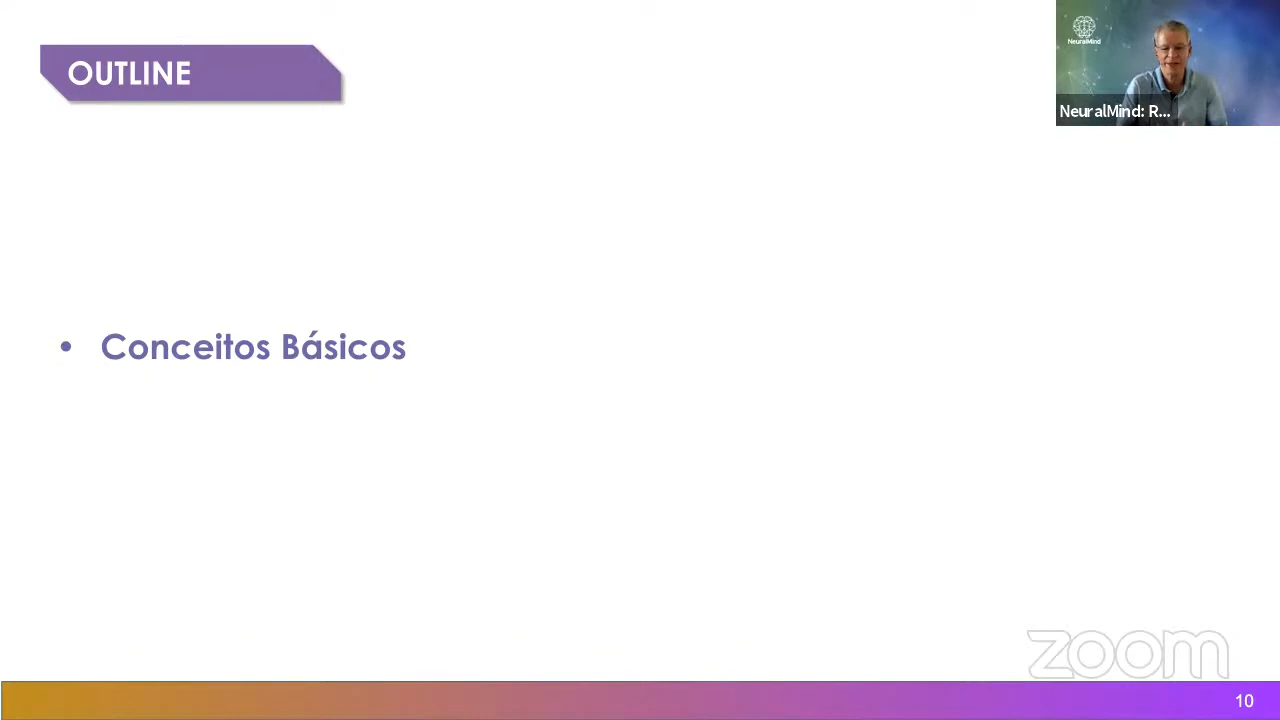 OUTLINE
NeuralMind
NeuralMind: R...
• Conceitos Básicos
zoom
10